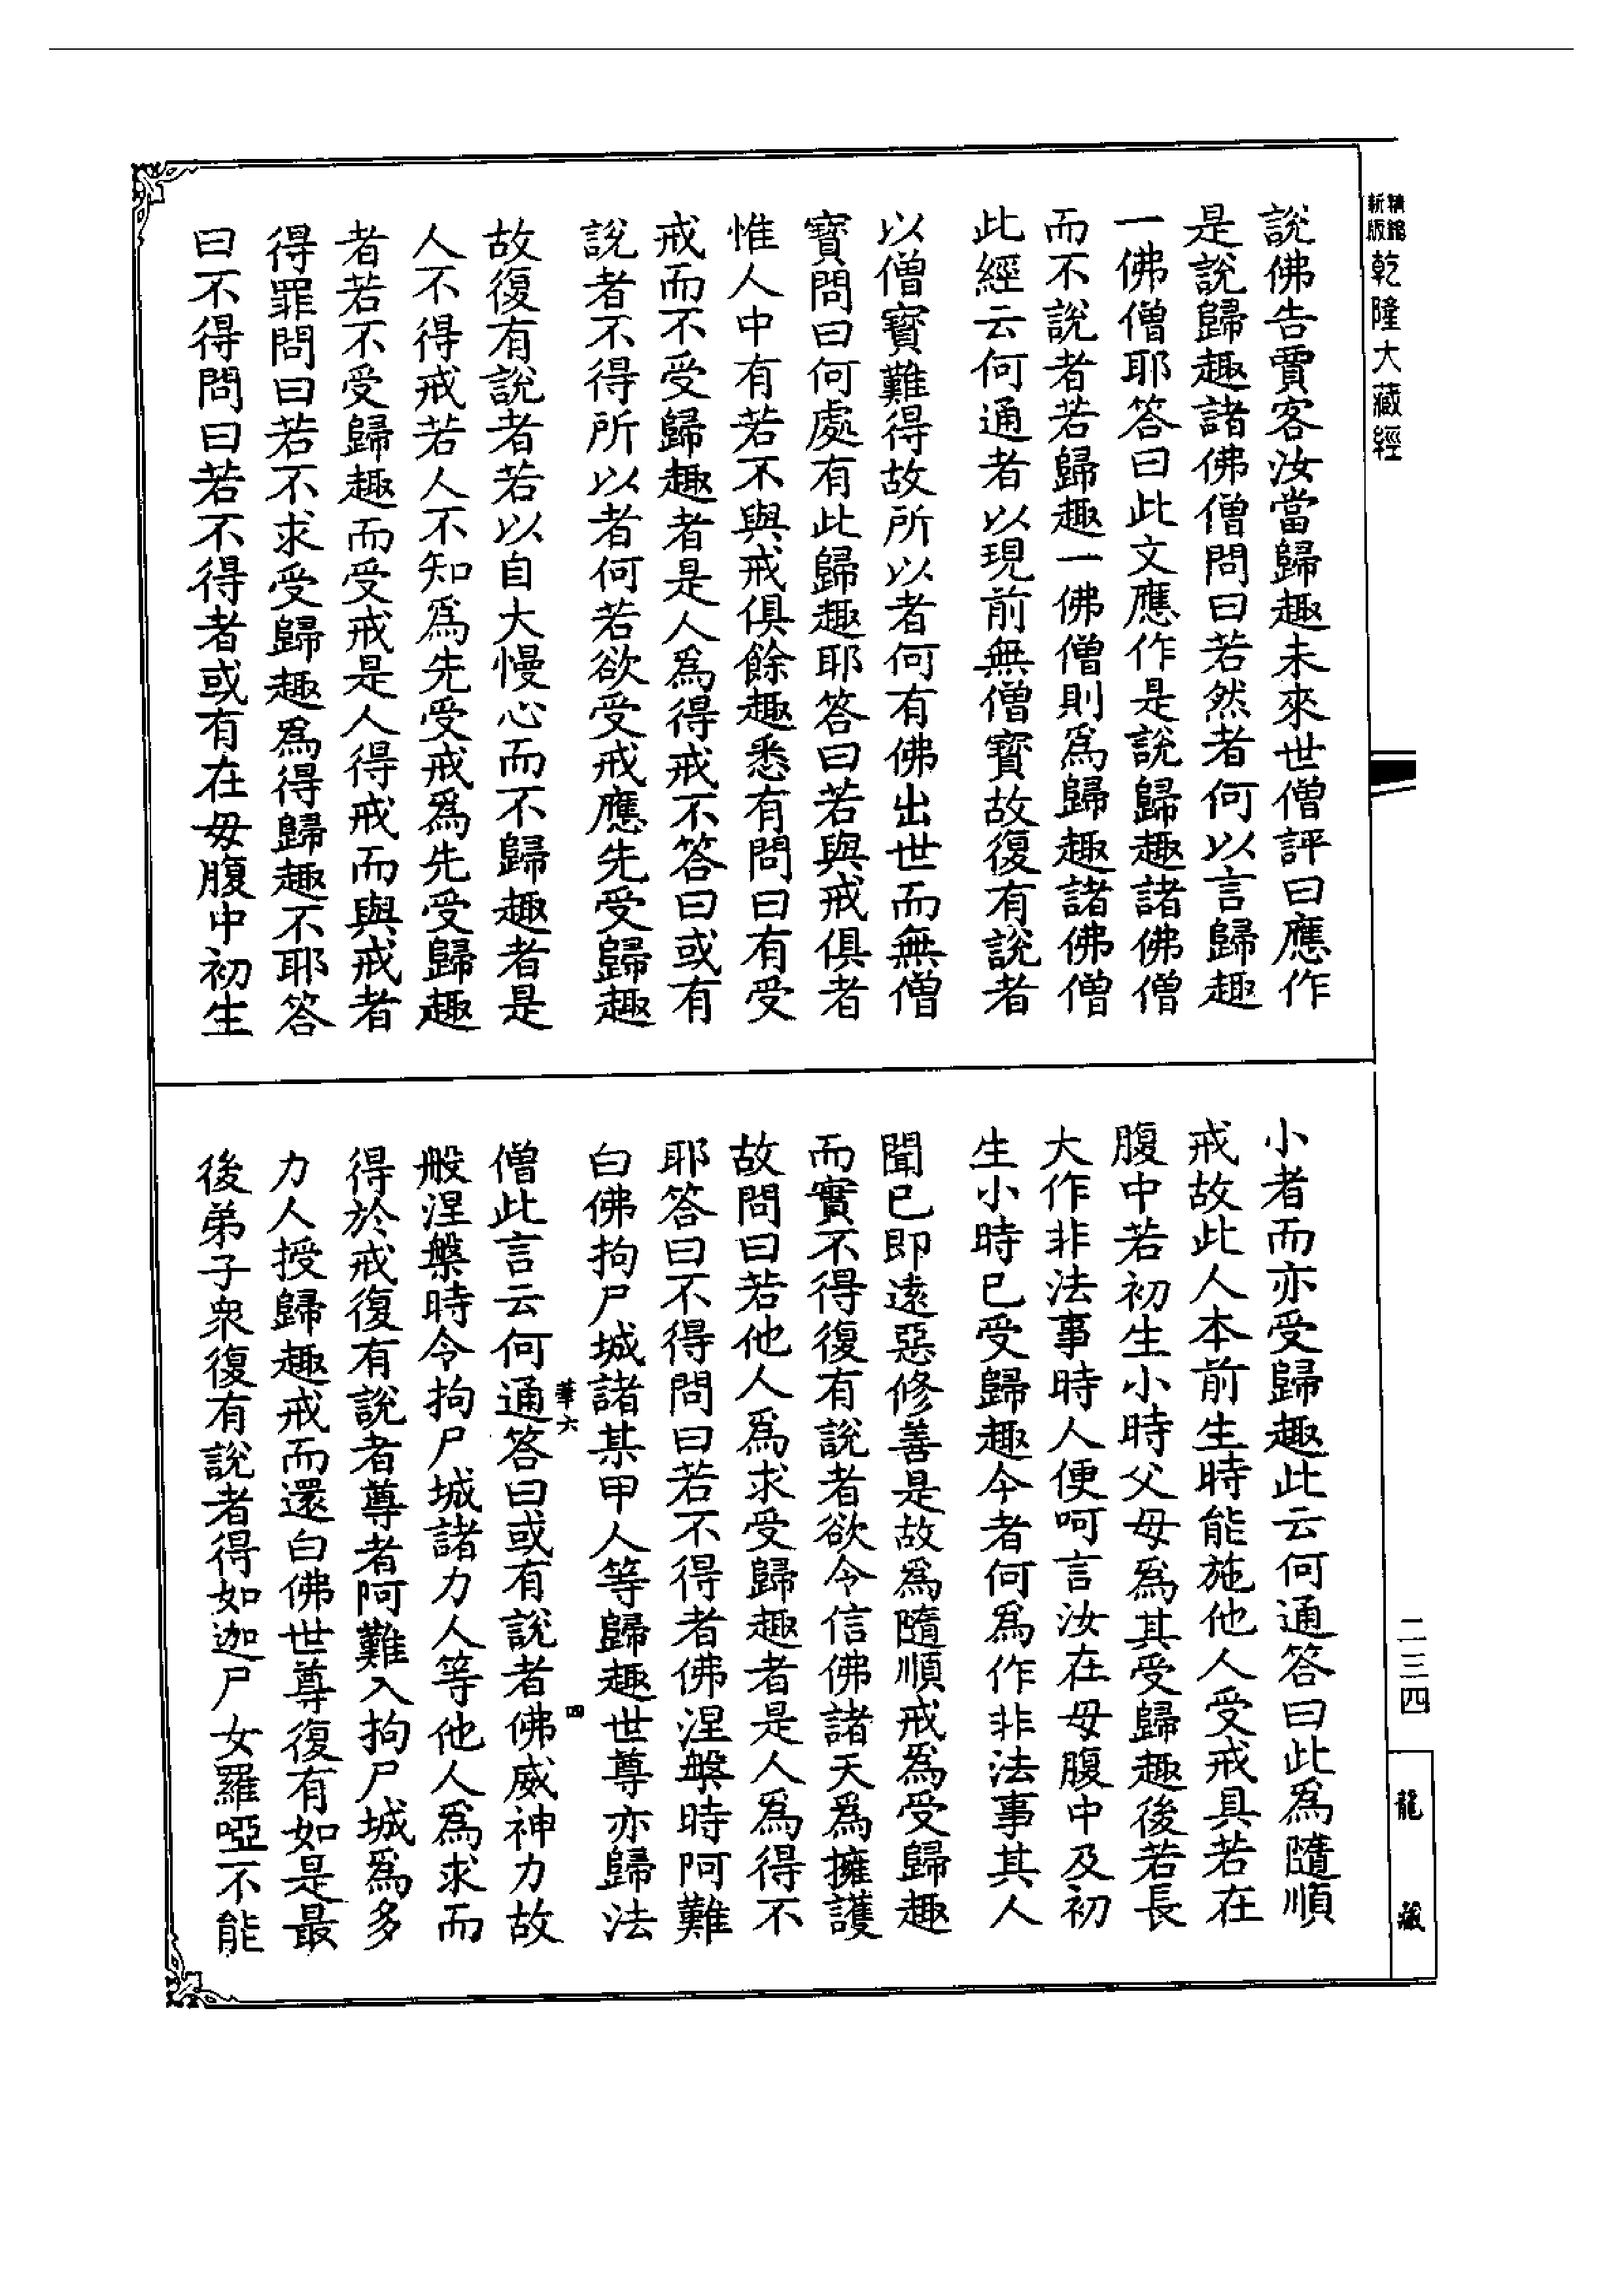 精錦
新版
乾隆大藏經
說佛告賈客汝當歸趣未來世僧評曰應作
是說歸趣諸佛僧問曰若然者何以言歸趣
一佛僧耶答曰此文應作是說歸趣諸佛僧
而不說者若歸趣一佛僧則為歸趣諸佛僧
此經云何通者以現前無僧寶故復有說者
以僧寶難得故所以者何有佛出世而無僧
寶問曰何處有此歸趣耶答曰若與戒俱者
惟人中有若不與戒俱餘趣悉有問曰有受
戒而不受歸趣者是人為得戒不答曰或有
說者不得所以者何若欲受戒應先受歸趣
故復有說者若以自大慢心而不歸趣者是
人不得戒若人不知為先受戒為先受歸趣
者若不受歸趣而受戒是人得戒而與戒者
得罪問曰若不求受歸趣為得歸趣不耶答
曰不得問曰若不得者或有在母腹中初生
小者而亦受歸趣此云何通答曰此為隨順
戒故此人本前生時能施他人受戒具若在
腹中若初生小時父母為其受歸趣後若長
大作非法事時人便呵言汝在母腹中及初
生小時已受歸趣今者何為作非法事其人
聞已即遠惡修善是故為隨順戒為受歸趣
而實不得復有說者欲令信佛諸天為擁護
故問曰若他人為求受歸趣者是人為得不
耶答曰不得問曰若不得者佛涅槃時阿難
白佛拘尸城諸某甲人等歸趣世尊亦歸法
華六
四
僧此言云何通答曰或有說者佛威神力故
般涅槃時令拘尸城諸力人等他人為求而
得於戒復有說者尊者阿難入拘尸城為多
力人授歸趣戒而還白佛世尊復有如是最
後弟子眾復有說者得如迦尸女羅啞不能
二三四
龍藏